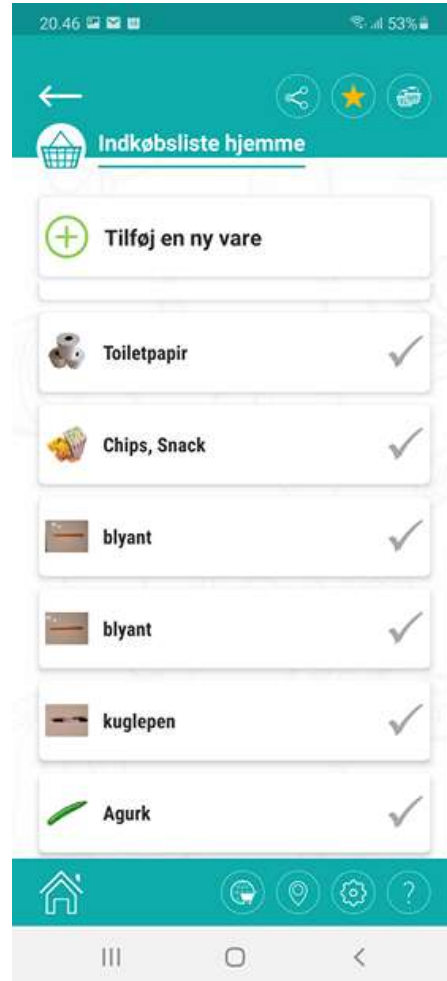 20.46
53%
Indkøbsliste hjemme
Tilføj en ny vare
Toiletpapir
Chips, Snack
blyant
blyant
kuglepen
Agurk
?